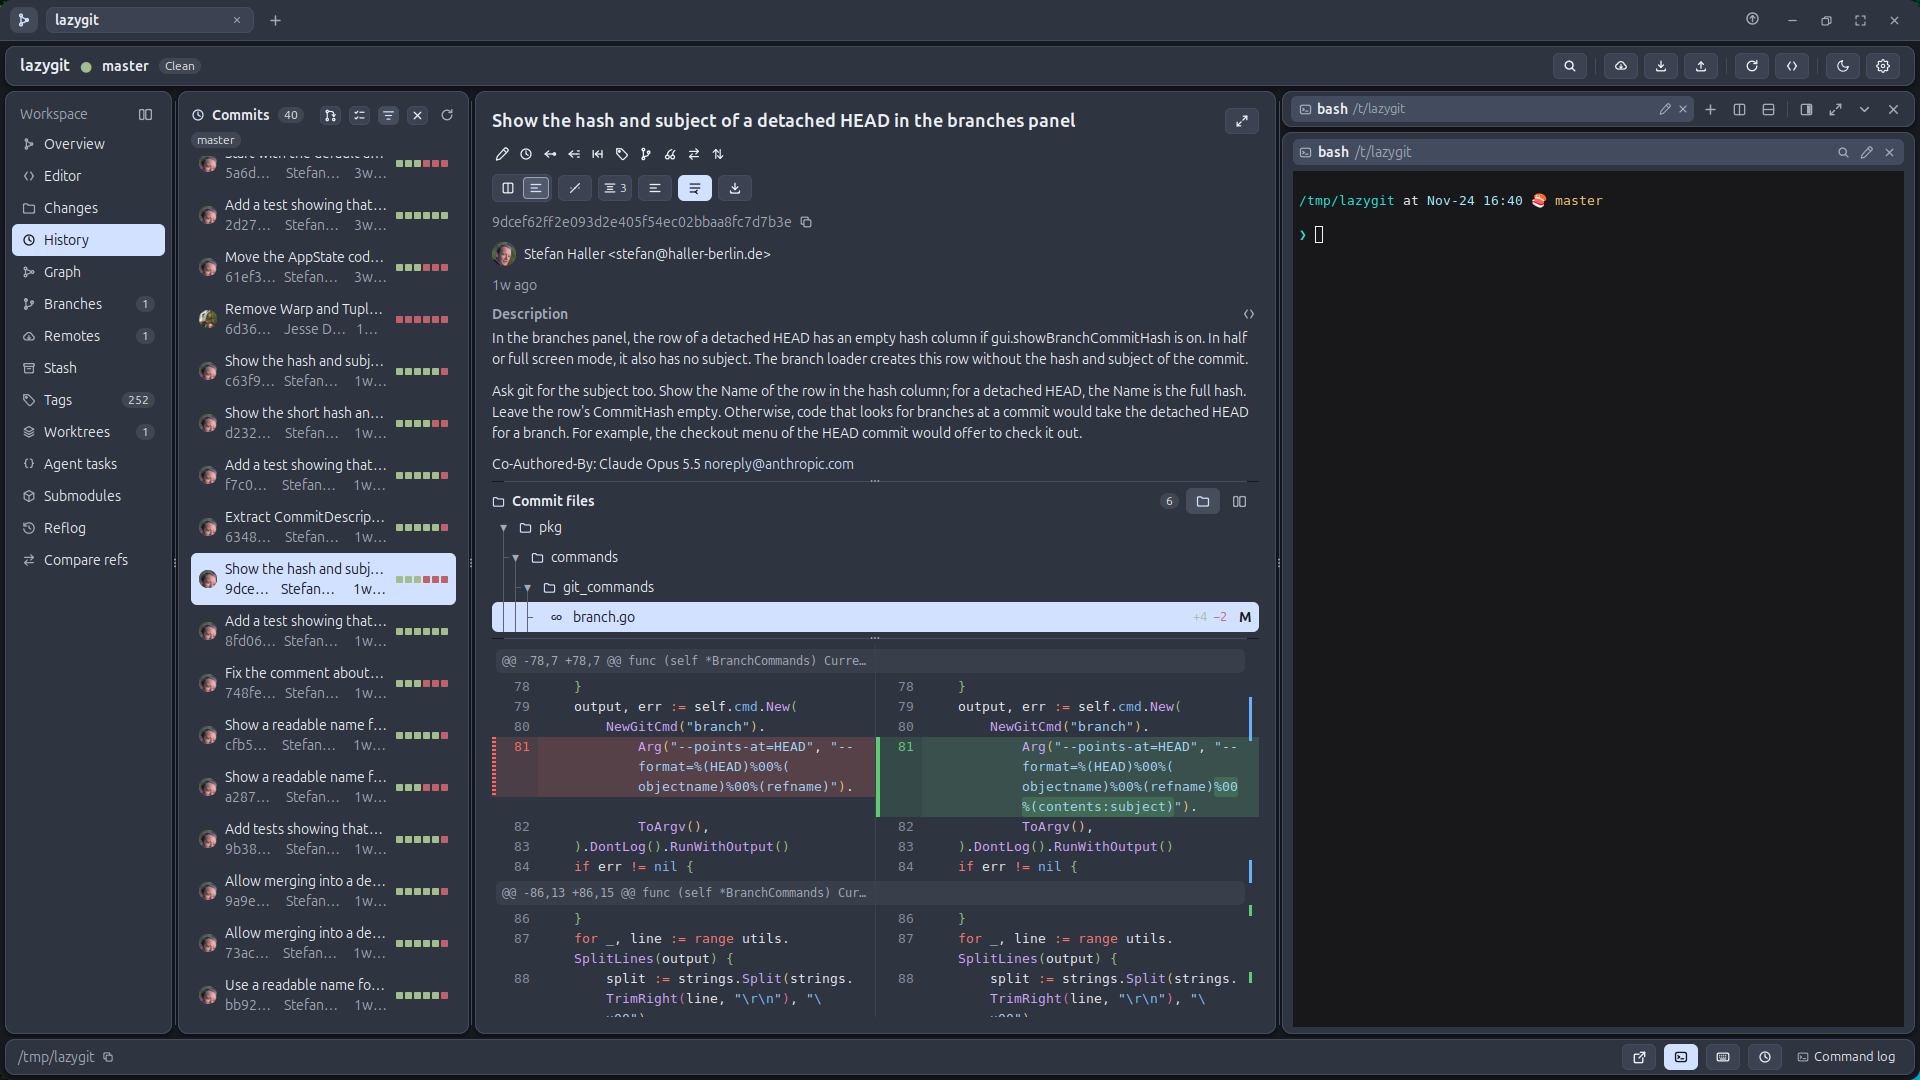 lazygit
lazygit
master
Clean
Workspace
Overview
Editor
Changes
History
Graph
Branches 1
Remotes 1
Stash
Tags 252
Worktrees 1
Agent tasks
Submodules
Reflog
Compare refs
Commits 40
master
5a6d… Stefan… 3w…
Add a test showing that…
2d27… Stefan… 3w…
Move the AppState cod…
61ef3… Stefan… 3w…
Remove Warp and Tupl…
6d36… Jesse D… 1…
Show the hash and subj…
c63f9… Stefan… 1w…
Show the short hash an…
d232… Stefan… 1w…
Add a test showing that…
f7c0… Stefan… 1w…
Extract CommitDescrip…
6348… Stefan… 1w…
Show the hash and subj…
9dce… Stefan… 1w…
Add a test showing that…
8fd06… Stefan… 1w…
Fix the comment about…
748fe… Stefan… 1w…
Show a readable name f…
cfb5… Stefan… 1w…
Show a readable name f…
a287… Stefan… 1w…
Add tests showing that…
9b38… Stefan… 1w…
Allow merging into a de…
9a9e… Stefan… 1w…
Allow merging into a de…
73ac… Stefan… 1w…
Use a readable name fo…
bb92… Stefan… 1w…
Show the hash and subject of a detached HEAD in the branches panel
3
9dcef62ff2e093d2e405f54ec02bbaa8fc7d7b3e
Stefan Haller <stefan@haller-berlin.de>
1w ago
Description
In the branches panel, the row of a detached HEAD has an empty hash column if gui.showBranchCommitHash is on. In half
or full screen mode, it also has no subject. The branch loader creates this row without the hash and subject of the commit.
Ask git for the subject too. Show the Name of the row in the hash column; for a detached HEAD, the Name is the full hash.
Leave the row's CommitHash empty. Otherwise, code that looks for branches at a commit would take the detached HEAD
for a branch. For example, the checkout menu of the HEAD commit would offer to check it out.
Co-Authored-By: Claude Opus 5.5 noreply@anthropic.com
Commit files 6
pkg
commands
git_commands
branch.go +4 −2 M
@@ -78,7 +78,7 @@ func (self *BranchCommands) Curre…
78 }
79 output, err := self.cmd.New(
80 NewGitCmd("branch").
81 Arg("--points-at=HEAD", "--
format=%(HEAD)%00%(
objectname)%00%(refname)").
82 ToArgv(),
83 ).DontLog().RunWithOutput()
84 if err != nil {
78 }
79 output, err := self.cmd.New(
80 NewGitCmd("branch").
81 Arg("--points-at=HEAD", "--
format=%(HEAD)%00%(
objectname)%00%(refname)%00
%(contents:subject)").
82 ToArgv(),
83 ).DontLog().RunWithOutput()
84 if err != nil {
@@ -86,13 +86,15 @@ func (self *BranchCommands) Cur…
86 }
87 for _, line := range utils.
SplitLines(output) {
88 split := strings.Split(strings.
TrimRight(line, "\r\n"), "\
86 }
87 for _, line := range utils.
SplitLines(output) {
88 split := strings.Split(strings.
TrimRight(line, "\r\n"), "\
bash /t/lazygit
bash /t/lazygit
/tmp/lazygit at Nov-24 16:40 master
❯
/tmp/lazygit
Command log